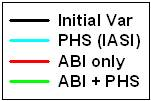 Initial Var
PHS (IASI)
ABI only
ABI + PHS